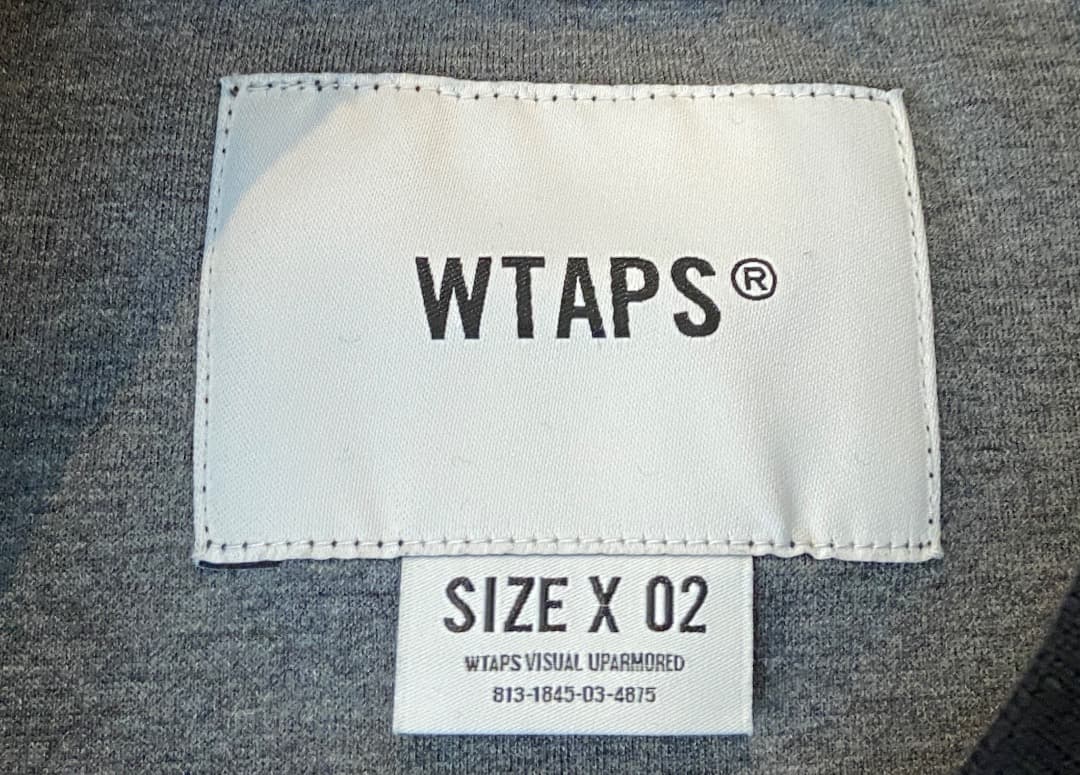 WTAPS®
SIZE X 02
WTAPS VISUAL UPARMORED
813-1845-03-4875